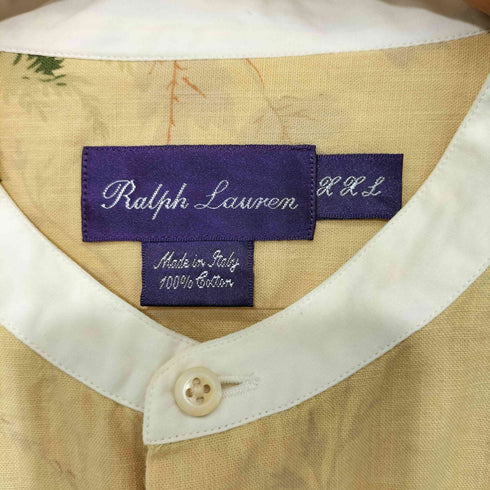 Ralph Lauren
XXL
Made in Italy
100% Cotton